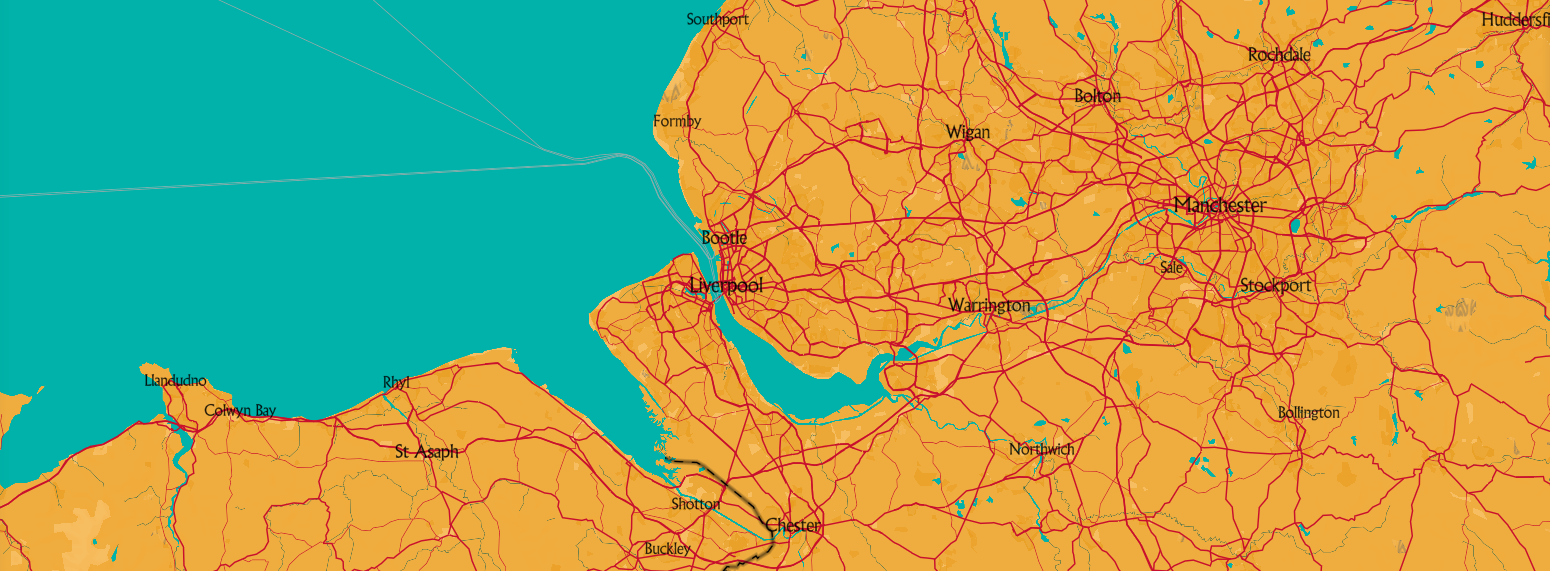 Southport
Huddersfi
Rochdale
Bolton
Formby
Wigan
Manchester
Bootle
Sale
Liverpool
Stockport
Warrington
Llandudno
Rhyl
Colwyn Bay
Bollington
St Asaph
Northwich
Shotton
Chester
Buckley